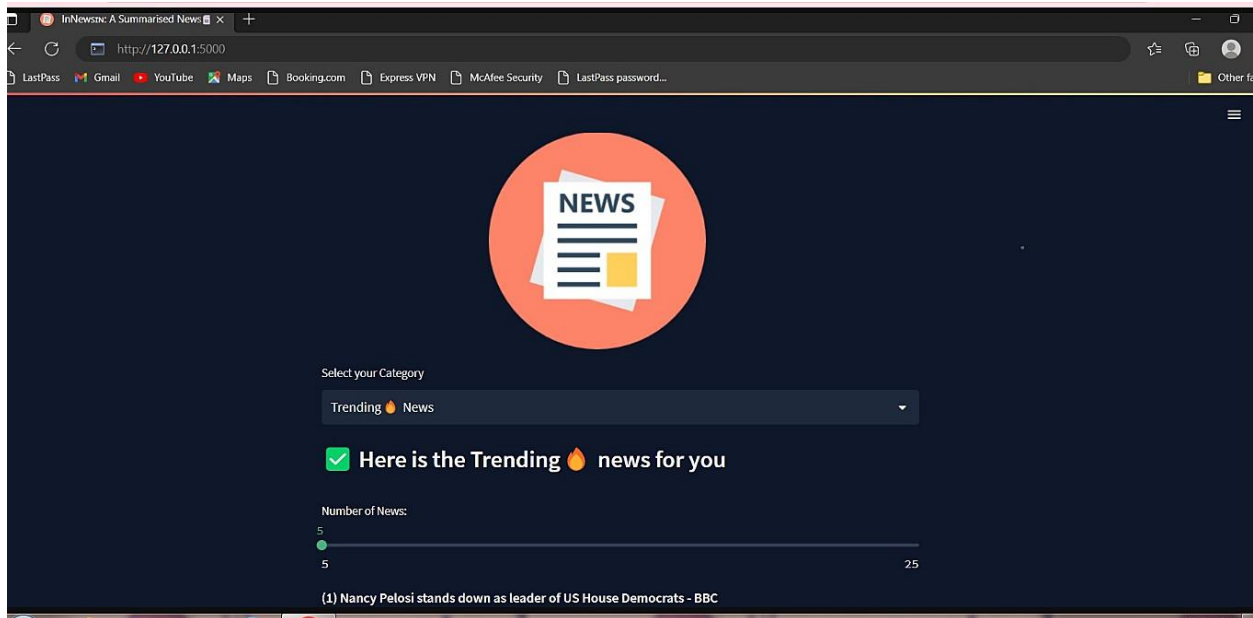 InNews🇮🇳: A Summarised News📰
http://127.0.0.1:5000
LastPass Gmail YouTube Maps Booking.com Express VPN McAfee Security LastPass password... Other fa
NEWS
Select your Category
Trending🔥 News
✅ Here is the Trending🔥 news for you
Number of News:
5
5 25
(1) Nancy Pelosi stands down as leader of US House Democrats - BBC